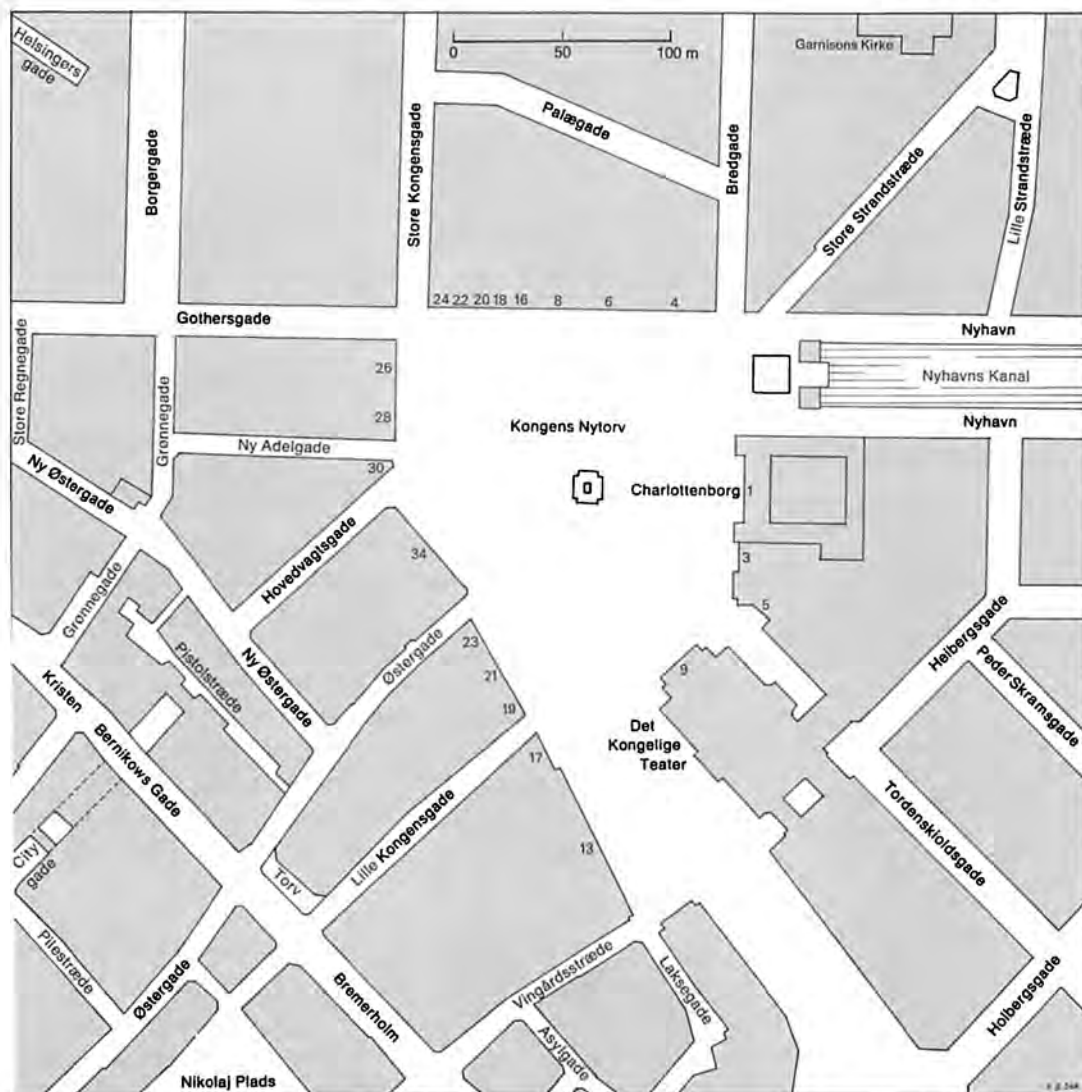 Helsingørs
gade
0 50 100 m
Garnisons Kirke
Borgergade
Store Kongensgade
Palægade
Bredgade
Store Strandstræde
Lille Strandstræde
24 22 20 18 16 8 6 4
Gothersgade
Nyhavn
Store Regnegade
Grønnegade
26
28
Nyhavns Kanal
Kongens Nytorv
Nyhavn
Ny Adelgade
30
Ny Østergade
Charlottenborg
1
Hovedvagtsgade
34
3
Grønnegade
5
Heibergsgade
Østergade
23
Pistolstræde
Ny Østergade
21
9
Peder Skramsgade
Kristen
Bernikows Gade
19
Det
Kongelige
Teater
17
Tordenskioldsgade
Lille Kongensgade
13
City
gade
Torv
Pilestræde
Østergade
Vingårdsstræde
Laksegade
Bremerholm
Holbergsgade
Asylgade
Nikolaj Plads